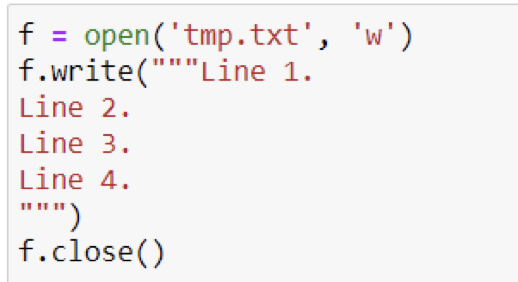 f = open('tmp.txt', 'w')
f.write("""Line 1.
Line 2.
Line 3.
Line 4.
""")
f.close()